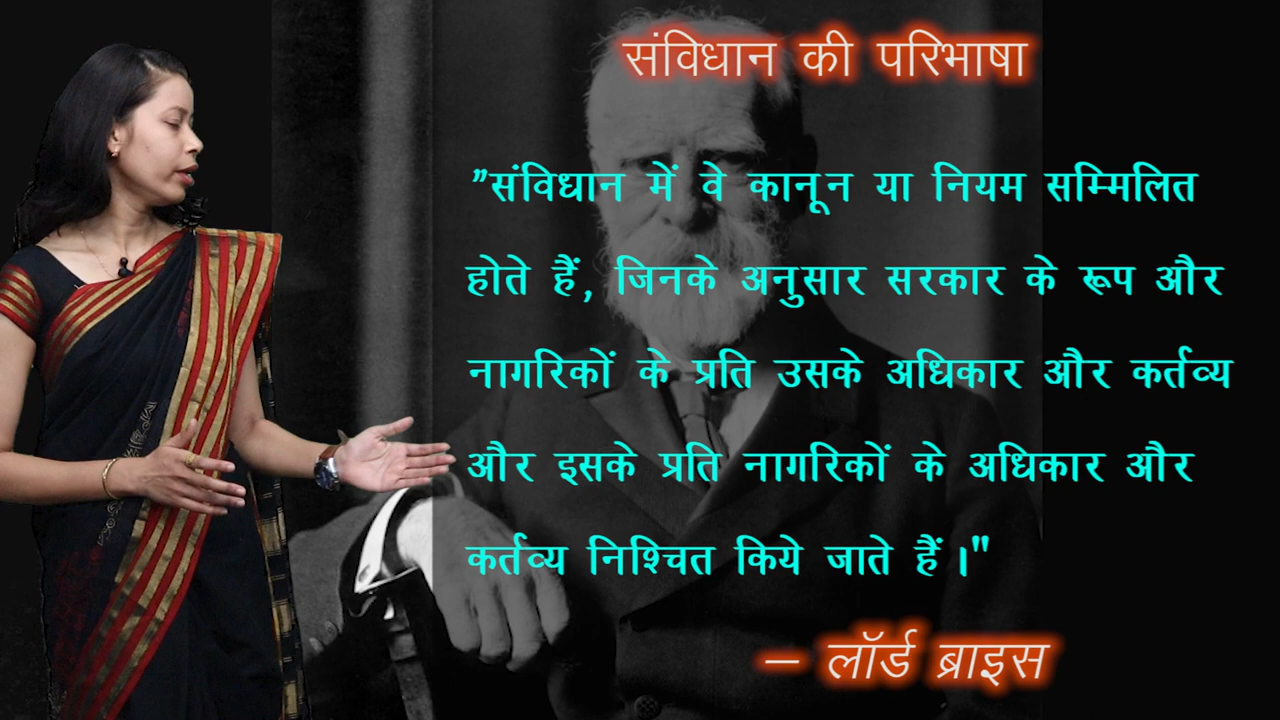 संविधान की परिभाषा
"संविधान में वे कानून या नियम सम्मिलित
होते हैं, जिनके अनुसार सरकार के रूप और
नागरिकों के प्रति उसके अधिकार और कर्तव्य
और इसके प्रति नागरिकों के अधिकार और
कर्तव्य निश्चित किये जाते हैं।"
– लॉर्ड ब्राइस